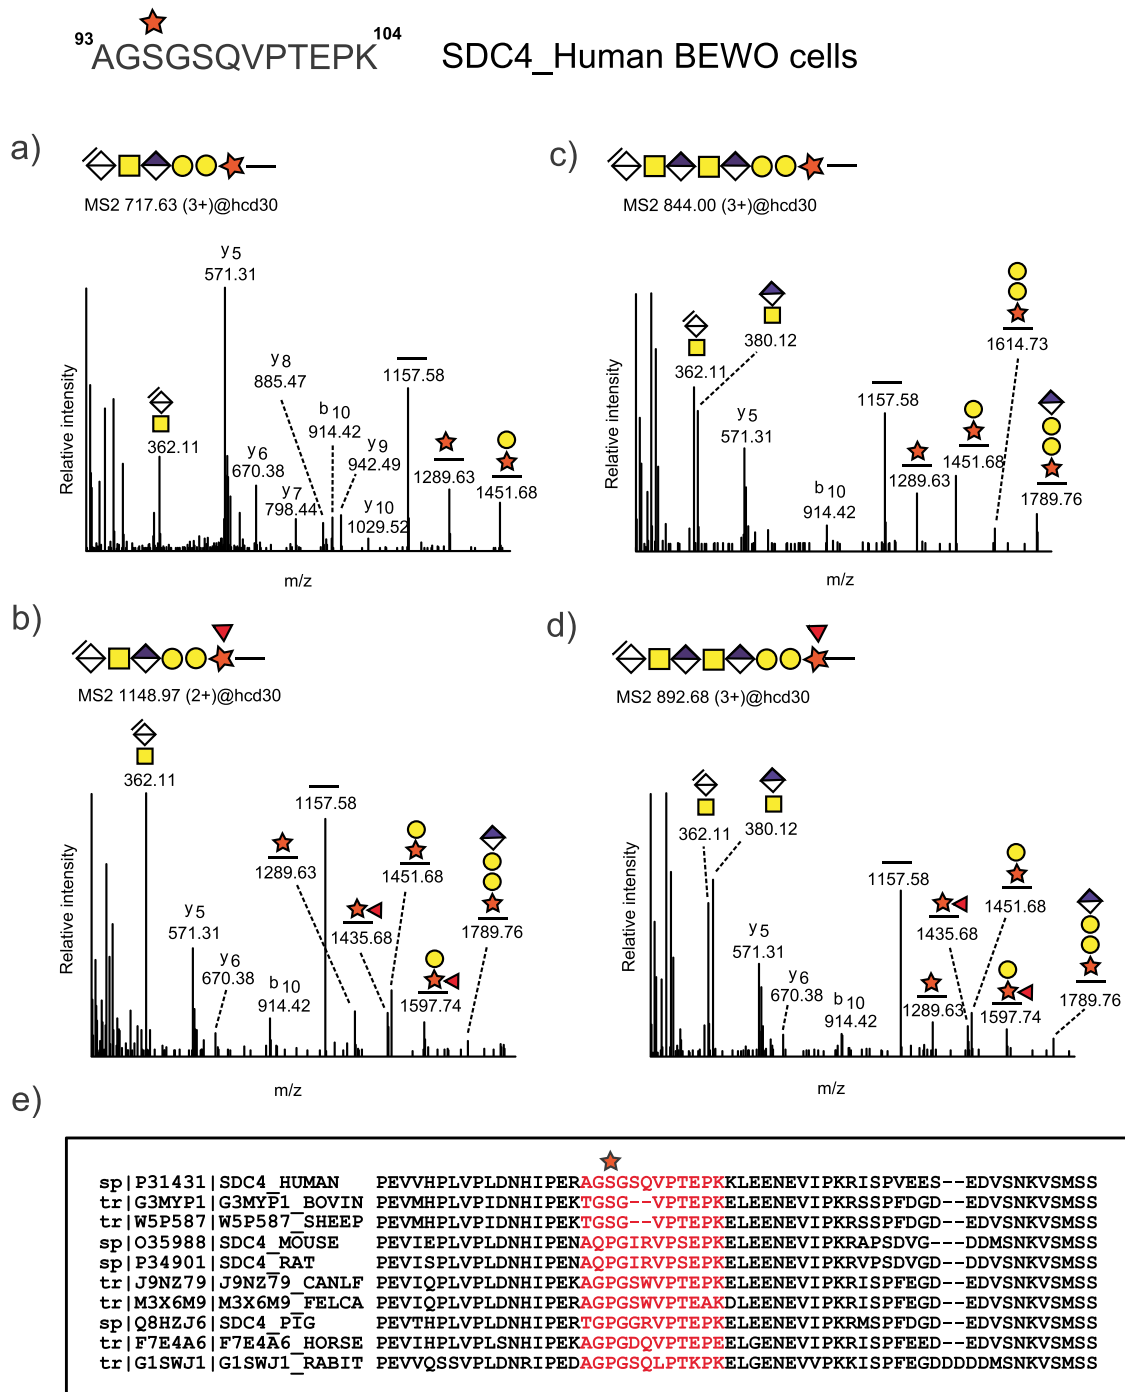 93 AGSGSQVPTEPK 104 SDC4_Human BEWO cells
a)
MS2 717.63 (3+)@hcd30
Relative intensity
y5
571.31
362.11
y6
670.38
y7
798.44
y8
885.47
b10
914.42
y9
942.49
y10
1029.52
1157.58
1289.63
1451.68
m/z
c)
MS2 844.00 (3+)@hcd30
Relative intensity
362.11
380.12
y5
571.31
b10
914.42
1157.58
1289.63
1451.68
1614.73
1789.76
m/z
b)
MS2 1148.97 (2+)@hcd30
Relative intensity
362.11
y5
571.31
y6
670.38
b10
914.42
1289.63
1157.58
1435.68
1451.68
1597.74
1789.76
m/z
d)
MS2 892.68 (3+)@hcd30
Relative intensity
362.11
380.12
y5
571.31
y6
670.38
b10
914.42
1157.58
1289.63
1435.68
1451.68
1597.74
1789.76
m/z
e)
sp|P31431|SDC4_HUMAN PEVVHPLVPLDNHIPERAGSGSQVPTEPKKLEENEVIPKRISPVEES--EDVSNKVSMSS
tr|G3MYP1|G3MYP1_BOVIN PEVMHPLVPLDNHIPEKTGSG--VPTEPKELEENEVIPKRSSPFDGD--EDVSNKVSMSS
tr|W5P587|W5P587_SHEEP PEVMHPLVPIDNHIPEKTGSG--VPTEPKELEENEVIPKRSSPFDGD--EDVSNKVSMSS
sp|O35988|SDC4_MOUSE PEVIEPLVPLDNHIPENAQPGIRVPSEPKELEENEVIPKRAPSDVG---DDMSNKVSMSS
sp|P34901|SDC4_RAT PEVISPLVPLDNHIPENAQPGIRVPSEPKELEENEVIPKRVPSDVGD--EDVSNKVSMSS
tr|J9NZ79|J9NZ79_CANLF PEVIQPLVPLDNHIPEKAGPGSWVPTEPKELEENEVIPKRISPFEGD--EDVSNKVSMSS
tr|M3X6M9|M3X6M9_FELCA PEVIQPLVPLDNHIPERAGPGSWVPTEAKDLEENEVIPKRISPFEGD--EDVSNKVSMSS
sp|Q8HZJ6|SDC4_PIG PEVTHPLVPLDNHIPERTGPGGRVPTEPKELEENEVIPKRMSPFDGD--EDVSNKVSMSS
tr|F7E4A6|F7E4A6_HORSE PEVIHPLVPLSNHIPEKAGPGDQVPTEPEELGENEVIPKRISPFEED--EDVSNKVSMSS
tr|G1SWJ1|G1SWJ1_RABIT PEVVQSSVPLDNRIPEDAGPGSQLPTKPKELGENEVVPKKISPFEGDDDDDMSNKVSMSS